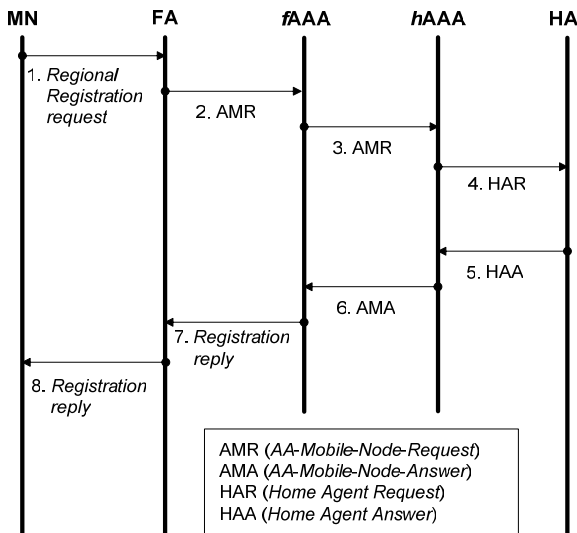 MN FA fAAA hAAA HA
1. Regional
Registration
request
2. AMR
3. AMR
4. HAR
5. HAA
6. AMA
7. Registration
reply
8. Registration
reply
AMR (AA-Mobile-Node-Request)
AMA (AA-Mobile-Node-Answer)
HAR (Home Agent Request)
HAA (Home Agent Answer)